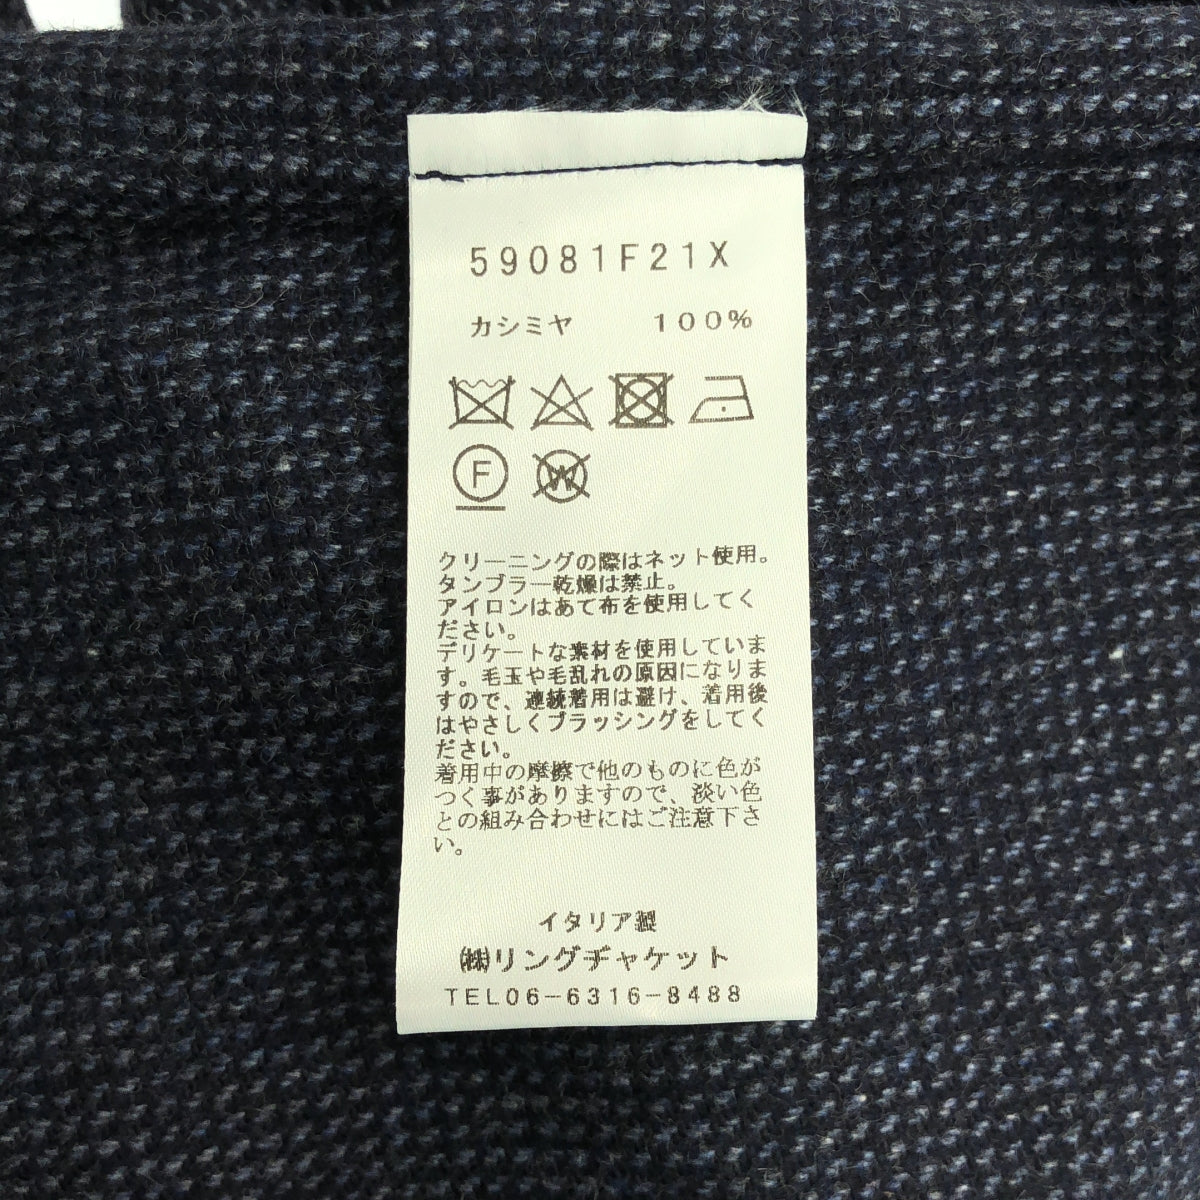 59081F21X
カシミヤ 100%
F W
クリーニングの際はネット使用。
タンブラー乾燥は禁止。
アイロンはあて布を使用してく
ださい。
デリケートな素材を使用していま
す。毛玉や毛乱れの原因になりま
すので、連続着用は避け、着用後
はやさしくブラッシングをしてく
ださい。
着用中の摩擦で他のものに色が
つく事がありますので、淡い色
との組み合わせにはご注意下さ
い。
イタリア製
㈱リングヂャケット
TEL06-6316-8488